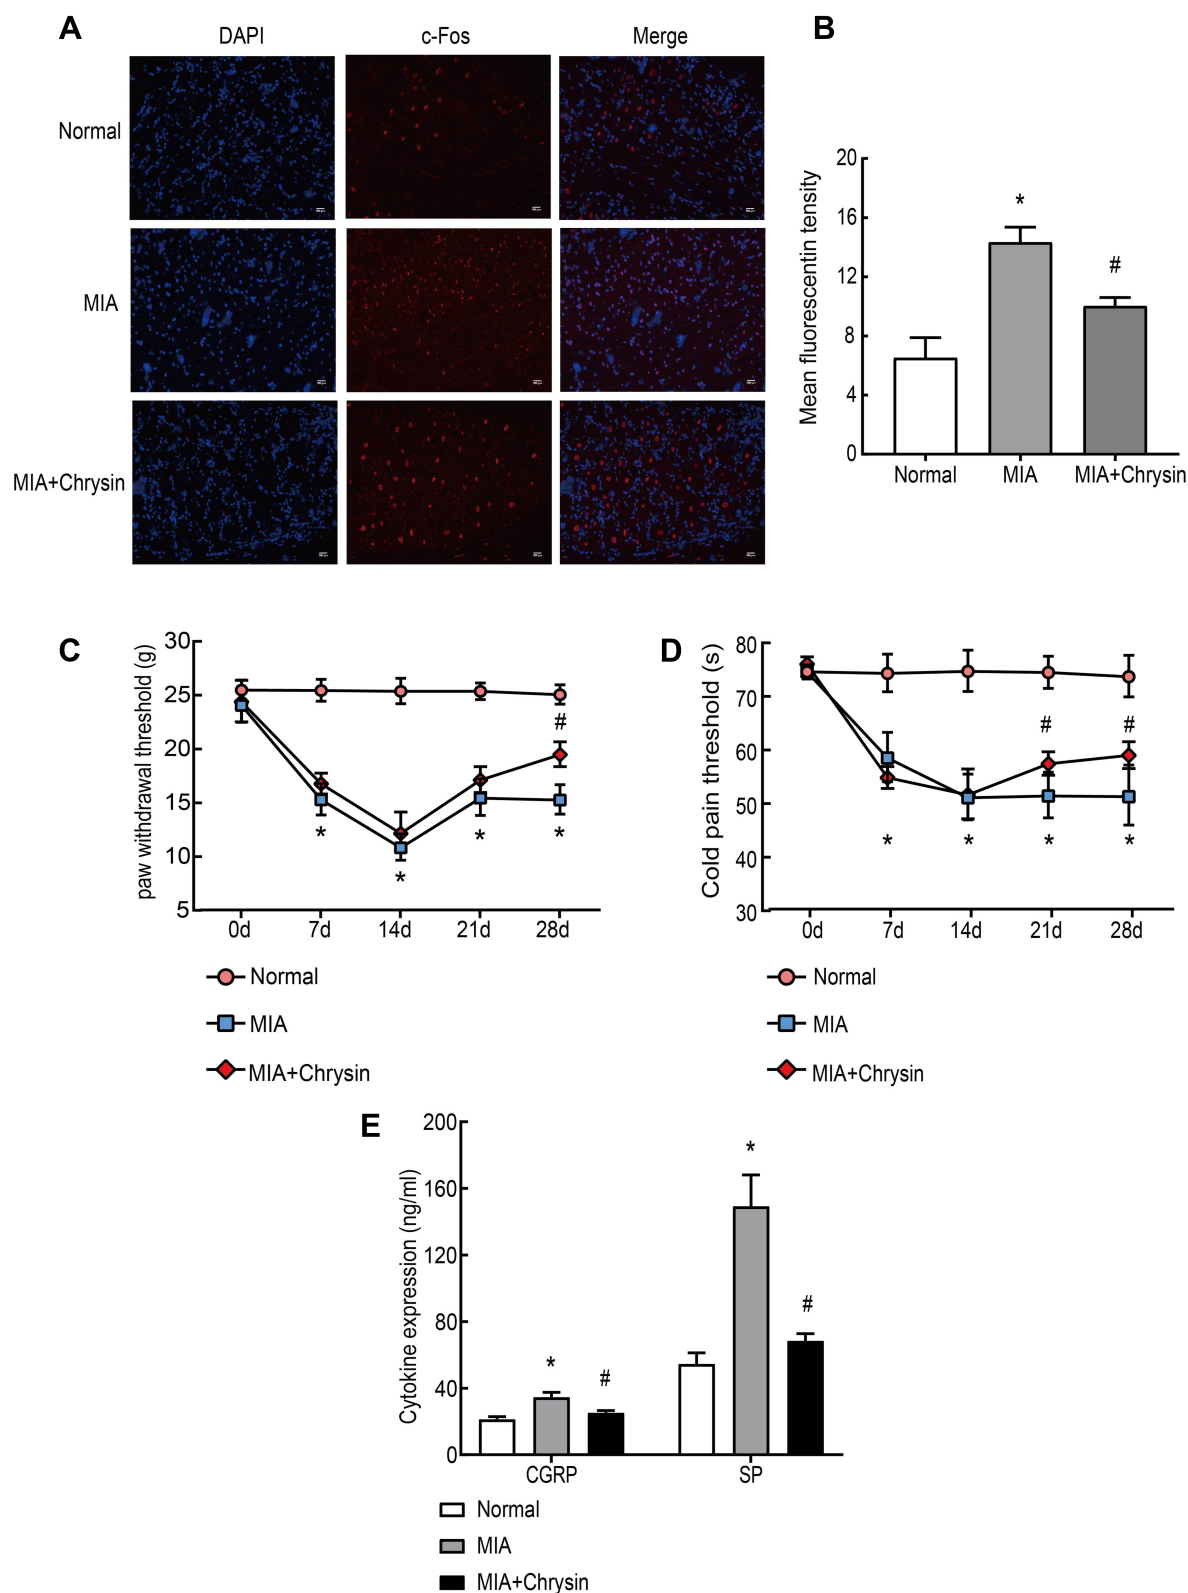 A
DAPI
c-Fos
Merge
Normal
MIA
MIA+Chrysin
B
Mean fluorescentin tensity
20
16
12
8
4
0
*
#
Normal
MIA
MIA+Chrysin
C
paw withdrawal threshold (g)
30
25
20
15
10
5
#
*
*
*
*
0d
7d
14d
21d
28d
Normal
MIA
MIA+Chrysin
D
Cold pain threshold (s)
80
70
60
50
40
30
#
#
*
*
*
*
0d
7d
14d
21d
28d
Normal
MIA
MIA+Chrysin
E
Cytokine expression (ng/ml)
200
160
120
80
40
0
*
#
*
#
CGRP
SP
Normal
MIA
MIA+Chrysin